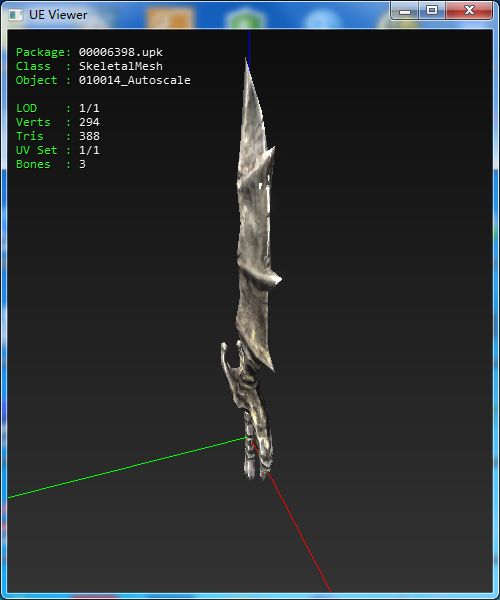 UE Viewer
Package: 00006398.upk
Class : SkeletalMesh
Object : 010014_Autoscale
LOD : 1/1
Verts : 294
Tris : 388
UV Set : 1/1
Bones : 3